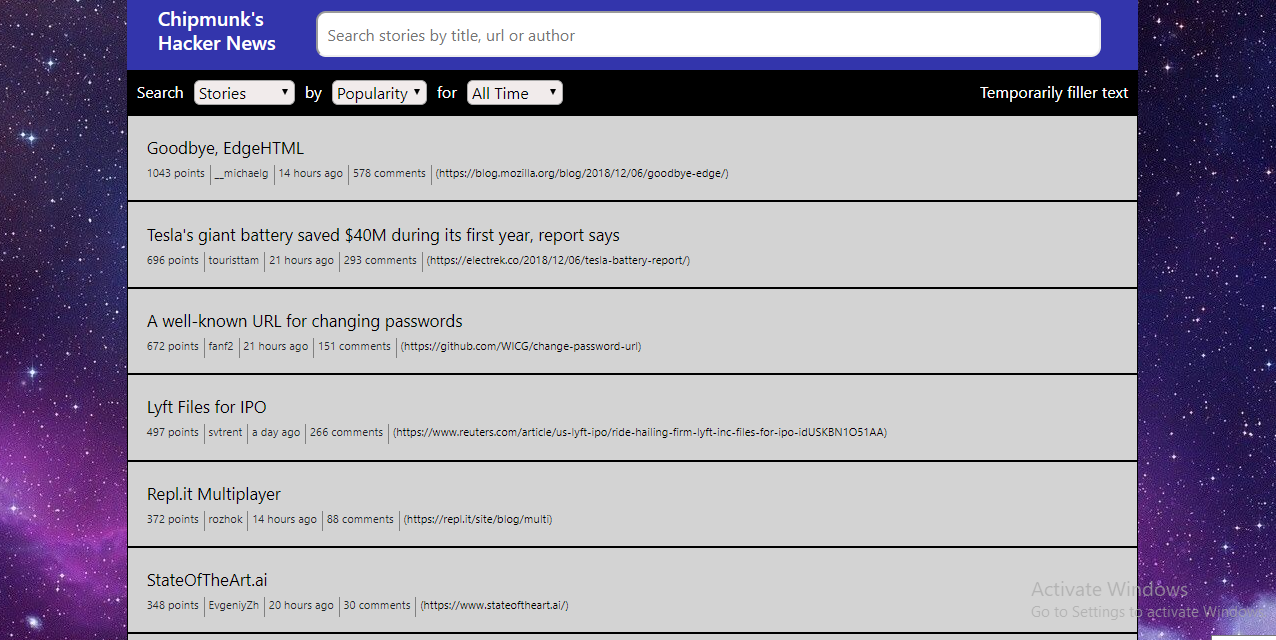 Chipmunk's
Hacker News
Search stories by title, url or author
Search Stories by Popularity for All Time Temporarily filler text
Goodbye, EdgeHTML
1043 points __michaelg 14 hours ago 578 comments (https://blog.mozilla.org/blog/2018/12/06/goodbye-edge/)
Tesla's giant battery saved $40M during its first year, report says
696 points touristtam 21 hours ago 293 comments (https://electrek.co/2018/12/06/tesla-battery-report/)
A well-known URL for changing passwords
672 points fanf2 21 hours ago 151 comments (https://github.com/WICG/change-password-url)
Lyft Files for IPO
497 points svtrent a day ago 266 comments (https://www.reuters.com/article/us-lyft-ipo/ride-hailing-firm-lyft-inc-files-for-ipo-idUSKBN1O51AA)
Repl.it Multiplayer
372 points rozhok 14 hours ago 88 comments (https://repl.it/site/blog/multi)
StateOfTheArt.ai
348 points EvgeniyZh 20 hours ago 30 comments (https://www.stateoftheart.ai/)
Activate Windows
Go to Settings to activate Windows.